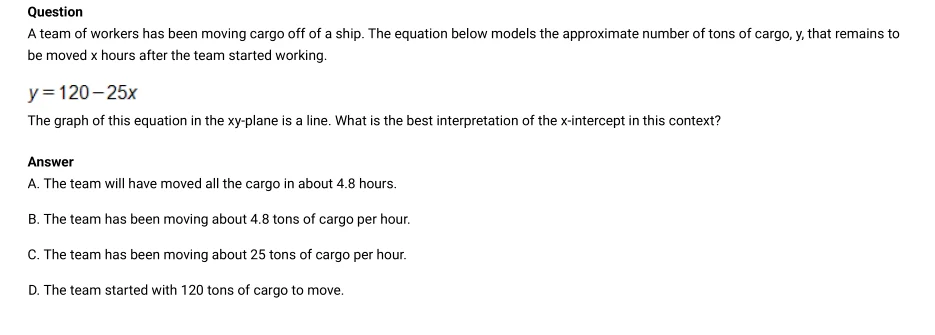 Question
A team of workers has been moving cargo off of a ship. The equation below models the approximate number of tons of cargo, y, that remains to
be moved x hours after the team started working.
y = 120 – 25x
The graph of this equation in the xy-plane is a line. What is the best interpretation of the x-intercept in this context?
Answer
A. The team will have moved all the cargo in about 4.8 hours.
B. The team has been moving about 4.8 tons of cargo per hour.
C. The team has been moving about 25 tons of cargo per hour.
D. The team started with 120 tons of cargo to move.